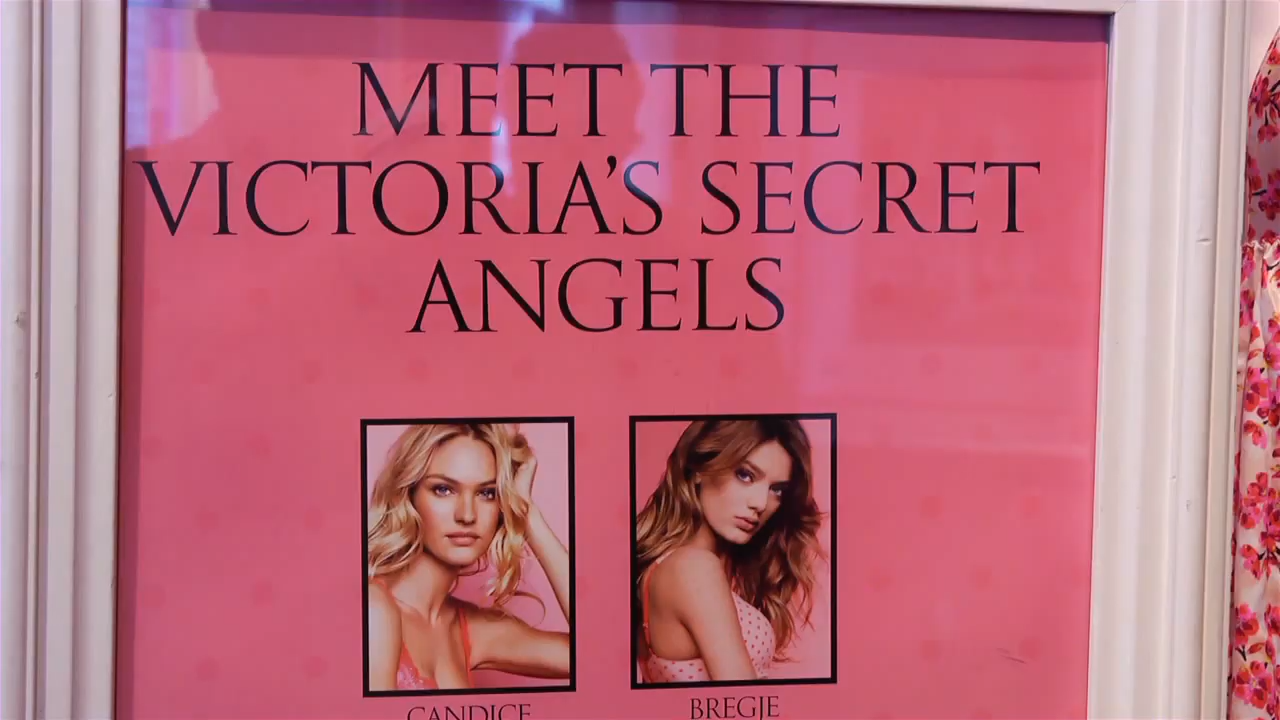 MEET THE
VICTORIA'S SECRET
ANGELS
CANDICE
BREGJE